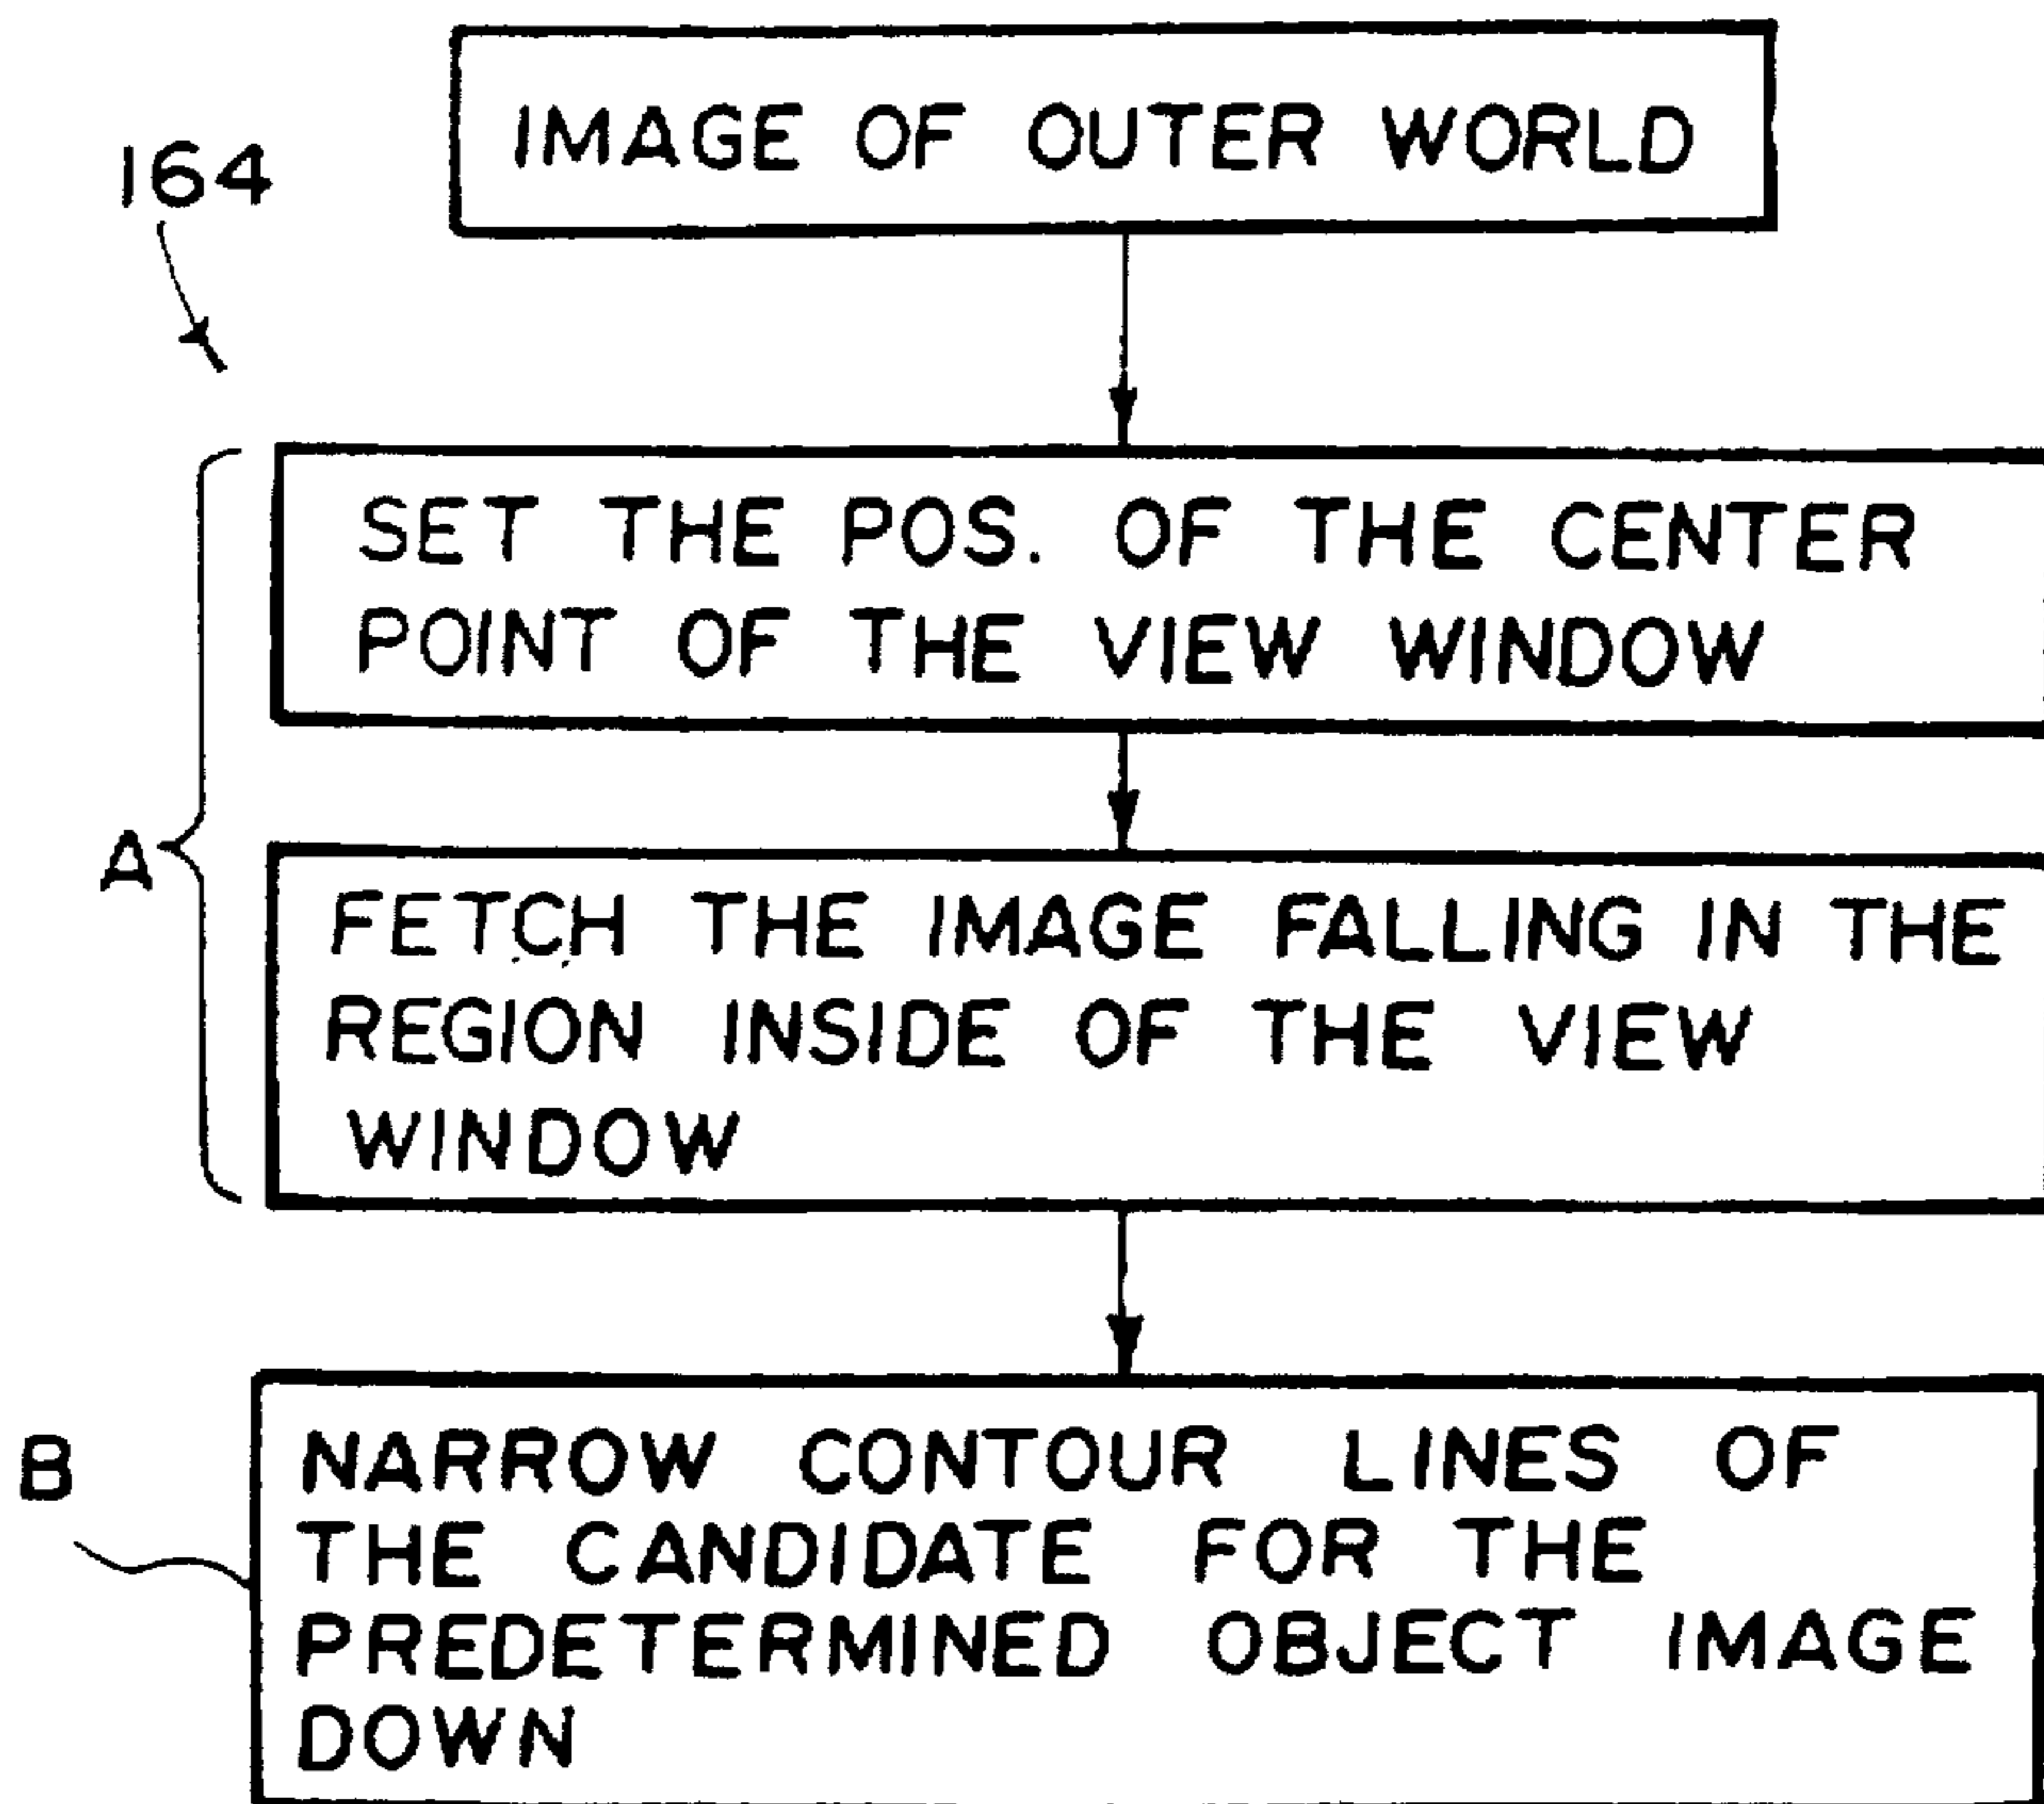 IMAGE OF OUTER WORLD
164
SET THE POS. OF THE CENTER
POINT OF THE VIEW WINDOW
A
FETCH THE IMAGE FALLING IN THE
REGION INSIDE OF THE VIEW
WINDOW
B
NARROW CONTOUR LINES OF
THE CANDIDATE FOR THE
PREDETERMINED OBJECT IMAGE
DOWN